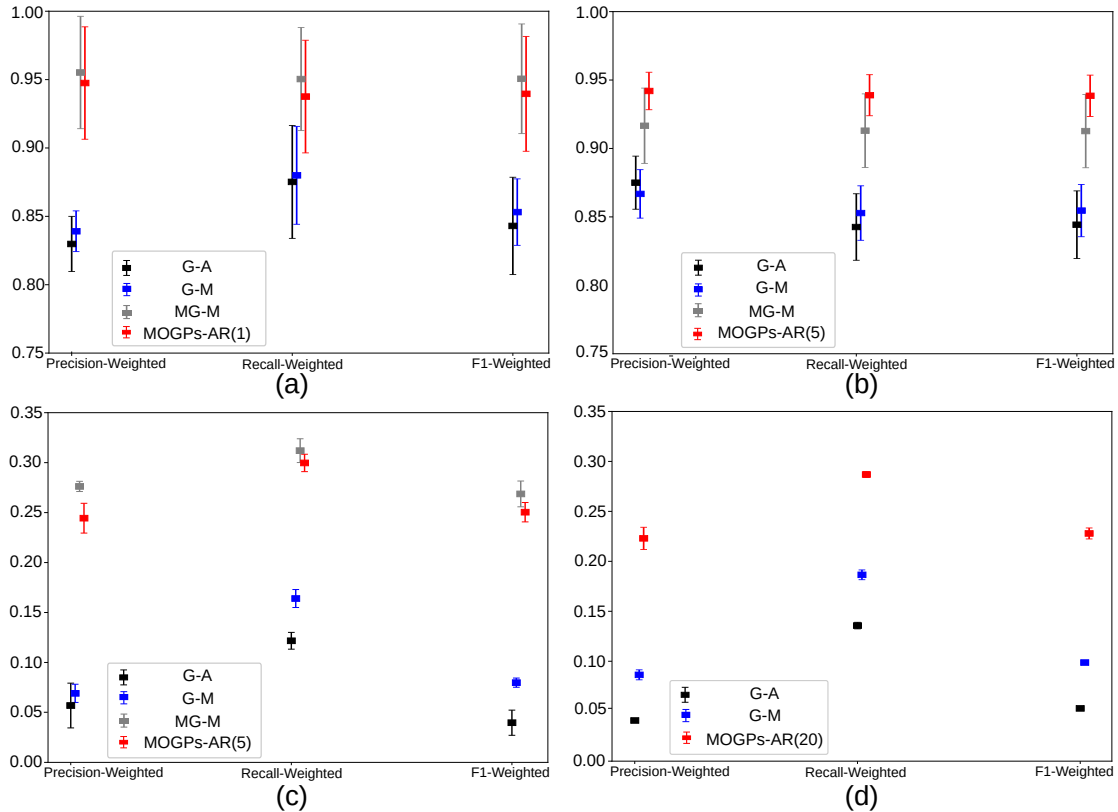 1.00
0.95
0.90
0.85
0.80
0.75
G-A
G-M
MG-M
MOGPs-AR(1)
Precision-Weighted Recall-Weighted F1-Weighted
(a)
1.00
0.95
0.90
0.85
0.80
0.75
G-A
G-M
MG-M
MOGPs-AR(5)
Precision-Weighted Recall-Weighted F1-Weighted
(b)
0.35
0.30
0.25
0.20
0.15
0.10
0.05
0.00
G-A
G-M
MG-M
MOGPs-AR(5)
Precision-Weighted Recall-Weighted F1-Weighted
(c)
0.35
0.30
0.25
0.20
0.15
0.10
0.05
0.00
G-A
G-M
MOGPs-AR(20)
Precision-Weighted Recall-Weighted F1-Weighted
(d)